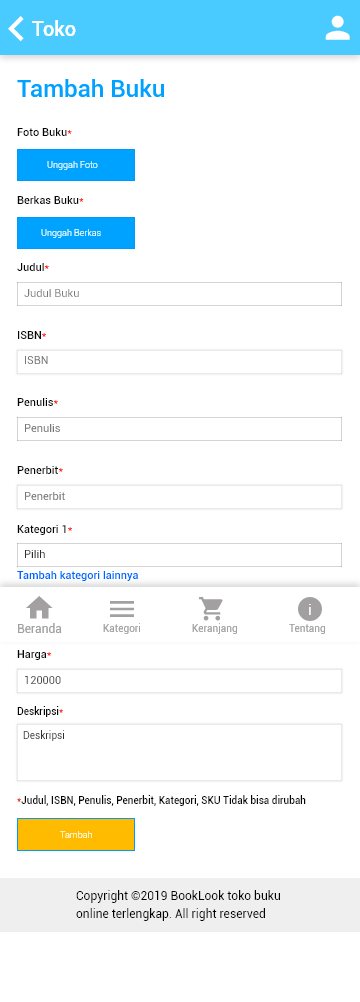 Toko
Tambah Buku
Foto Buku*
Unggah Foto
Berkas Buku*
Unggah Berkas
Judul*
Judul Buku
ISBN*
ISBN
Penulis*
Penulis
Penerbit*
Penerbit
Kategori 1*
Pilih
Tambah kategori lainnya
Beranda Kategori Keranjang Tentang
Harga*
120000
Deskripsi*
Deskripsi
*Judul, ISBN, Penulis, Penerbit, Kategori, SKU Tidak bisa dirubah
Tambah
Copyright ©2019 BookLook toko buku
online terlengkap. All right reserved